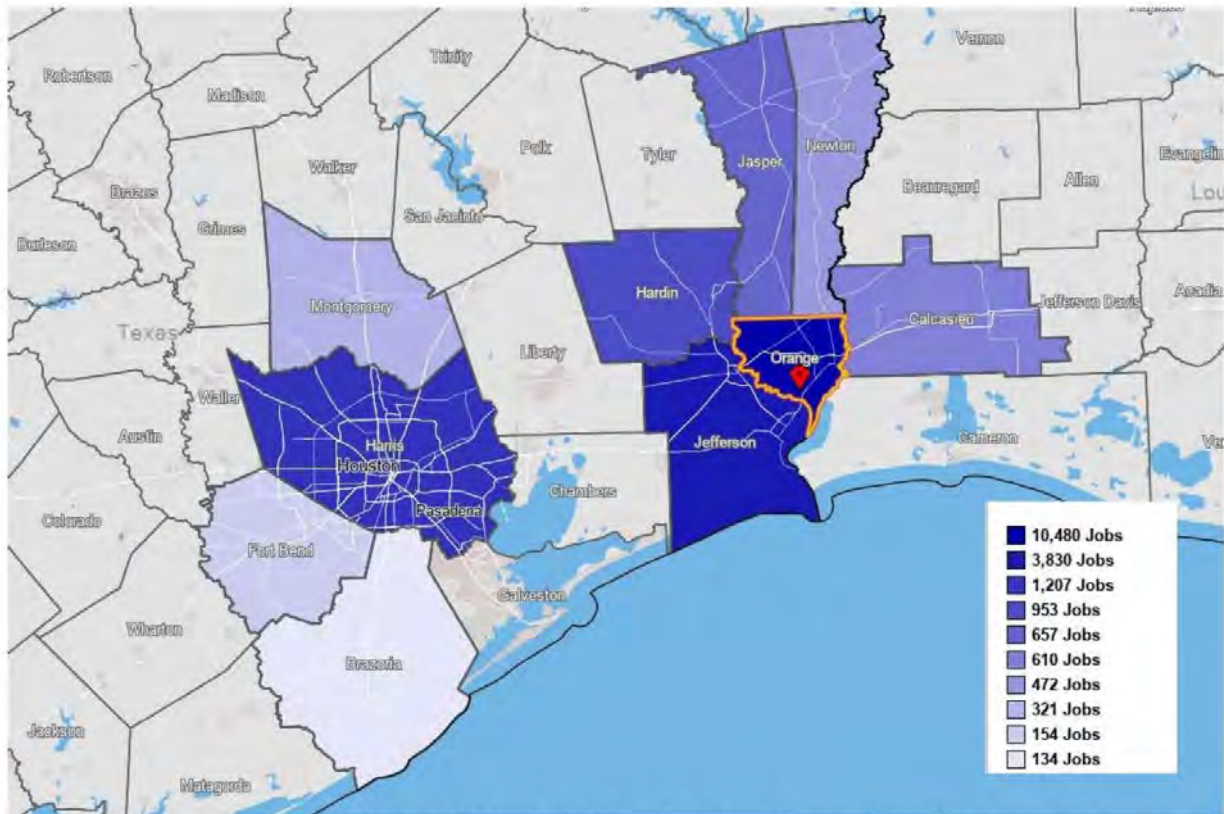 Robertson
Madison
Trinity
Vernon
Brazos
Walker
Polk
Tyler
Jasper
Newton
Beauregard
Allen
Evangelin
Lou
Burleson
Grimes
San Jacinto
Montgomery
Hardin
Calcasieu
Jefferson Davis
Acadia
Texas
Liberty
Orange
Waller
Austin
Harris
Houston
Jefferson
Cameron
Ver
Pasadena
Chambers
Colorado
Fort Bend
Galveston
Wharton
Brazoria
Jackson
Matagorda
10,480 Jobs
3,830 Jobs
1,207 Jobs
953 Jobs
657 Jobs
610 Jobs
472 Jobs
321 Jobs
154 Jobs
134 Jobs